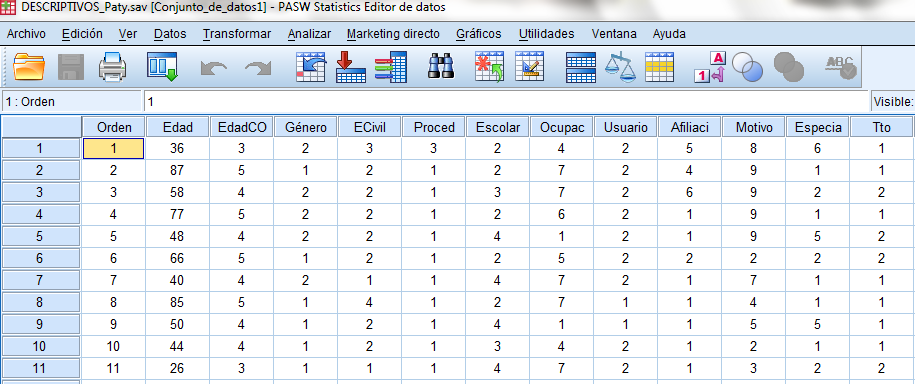 DESCRIPTIVOS_Paty.sav [Conjunto_de_datos1] - PASW Statistics Editor de datos
Archivo Edición Ver Datos Transformar Analizar Marketing directo Gráficos Utilidades Ventana Ayuda
A
1 4
ABC
1 : Orden 1 Visible:
Orden Edad EdadCO Género ECivil Proced Escolar Ocupac Usuario Afiliaci Motivo Especia Tto
1 1 36 3 2 3 3 2 4 2 5 8 6 1
2 2 87 5 1 2 1 2 7 2 4 9 1 1
3 3 58 4 2 2 1 3 7 2 6 9 2 2
4 4 77 5 2 2 1 2 6 2 1 9 1 1
5 5 48 4 2 2 1 4 1 2 1 9 5 2
6 6 66 5 1 2 1 2 5 2 2 2 2 2
7 7 40 4 2 1 1 4 7 2 1 7 1 1
8 8 85 5 1 4 1 2 7 1 1 4 1 1
9 9 50 4 1 2 1 4 1 1 1 5 5 1
10 10 44 4 1 2 1 3 4 2 1 2 1 1
11 11 26 3 1 1 1 4 7 2 1 3 2 2